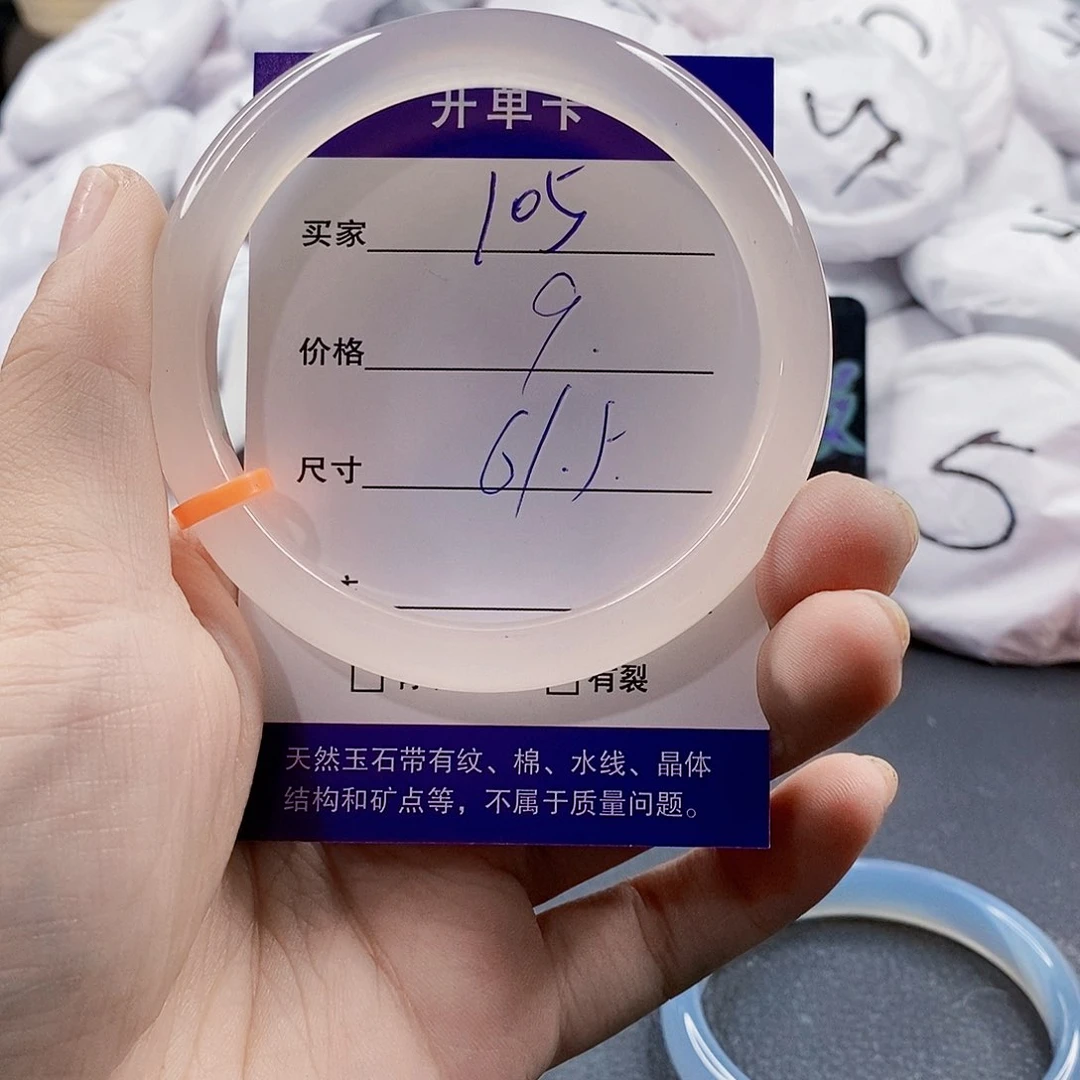 开单卡
买家 105
价格 9.
尺寸 61.5
有裂
天然玉石带有纹、棉、水线、晶体
结构和矿点等，不属于质量问题。
5